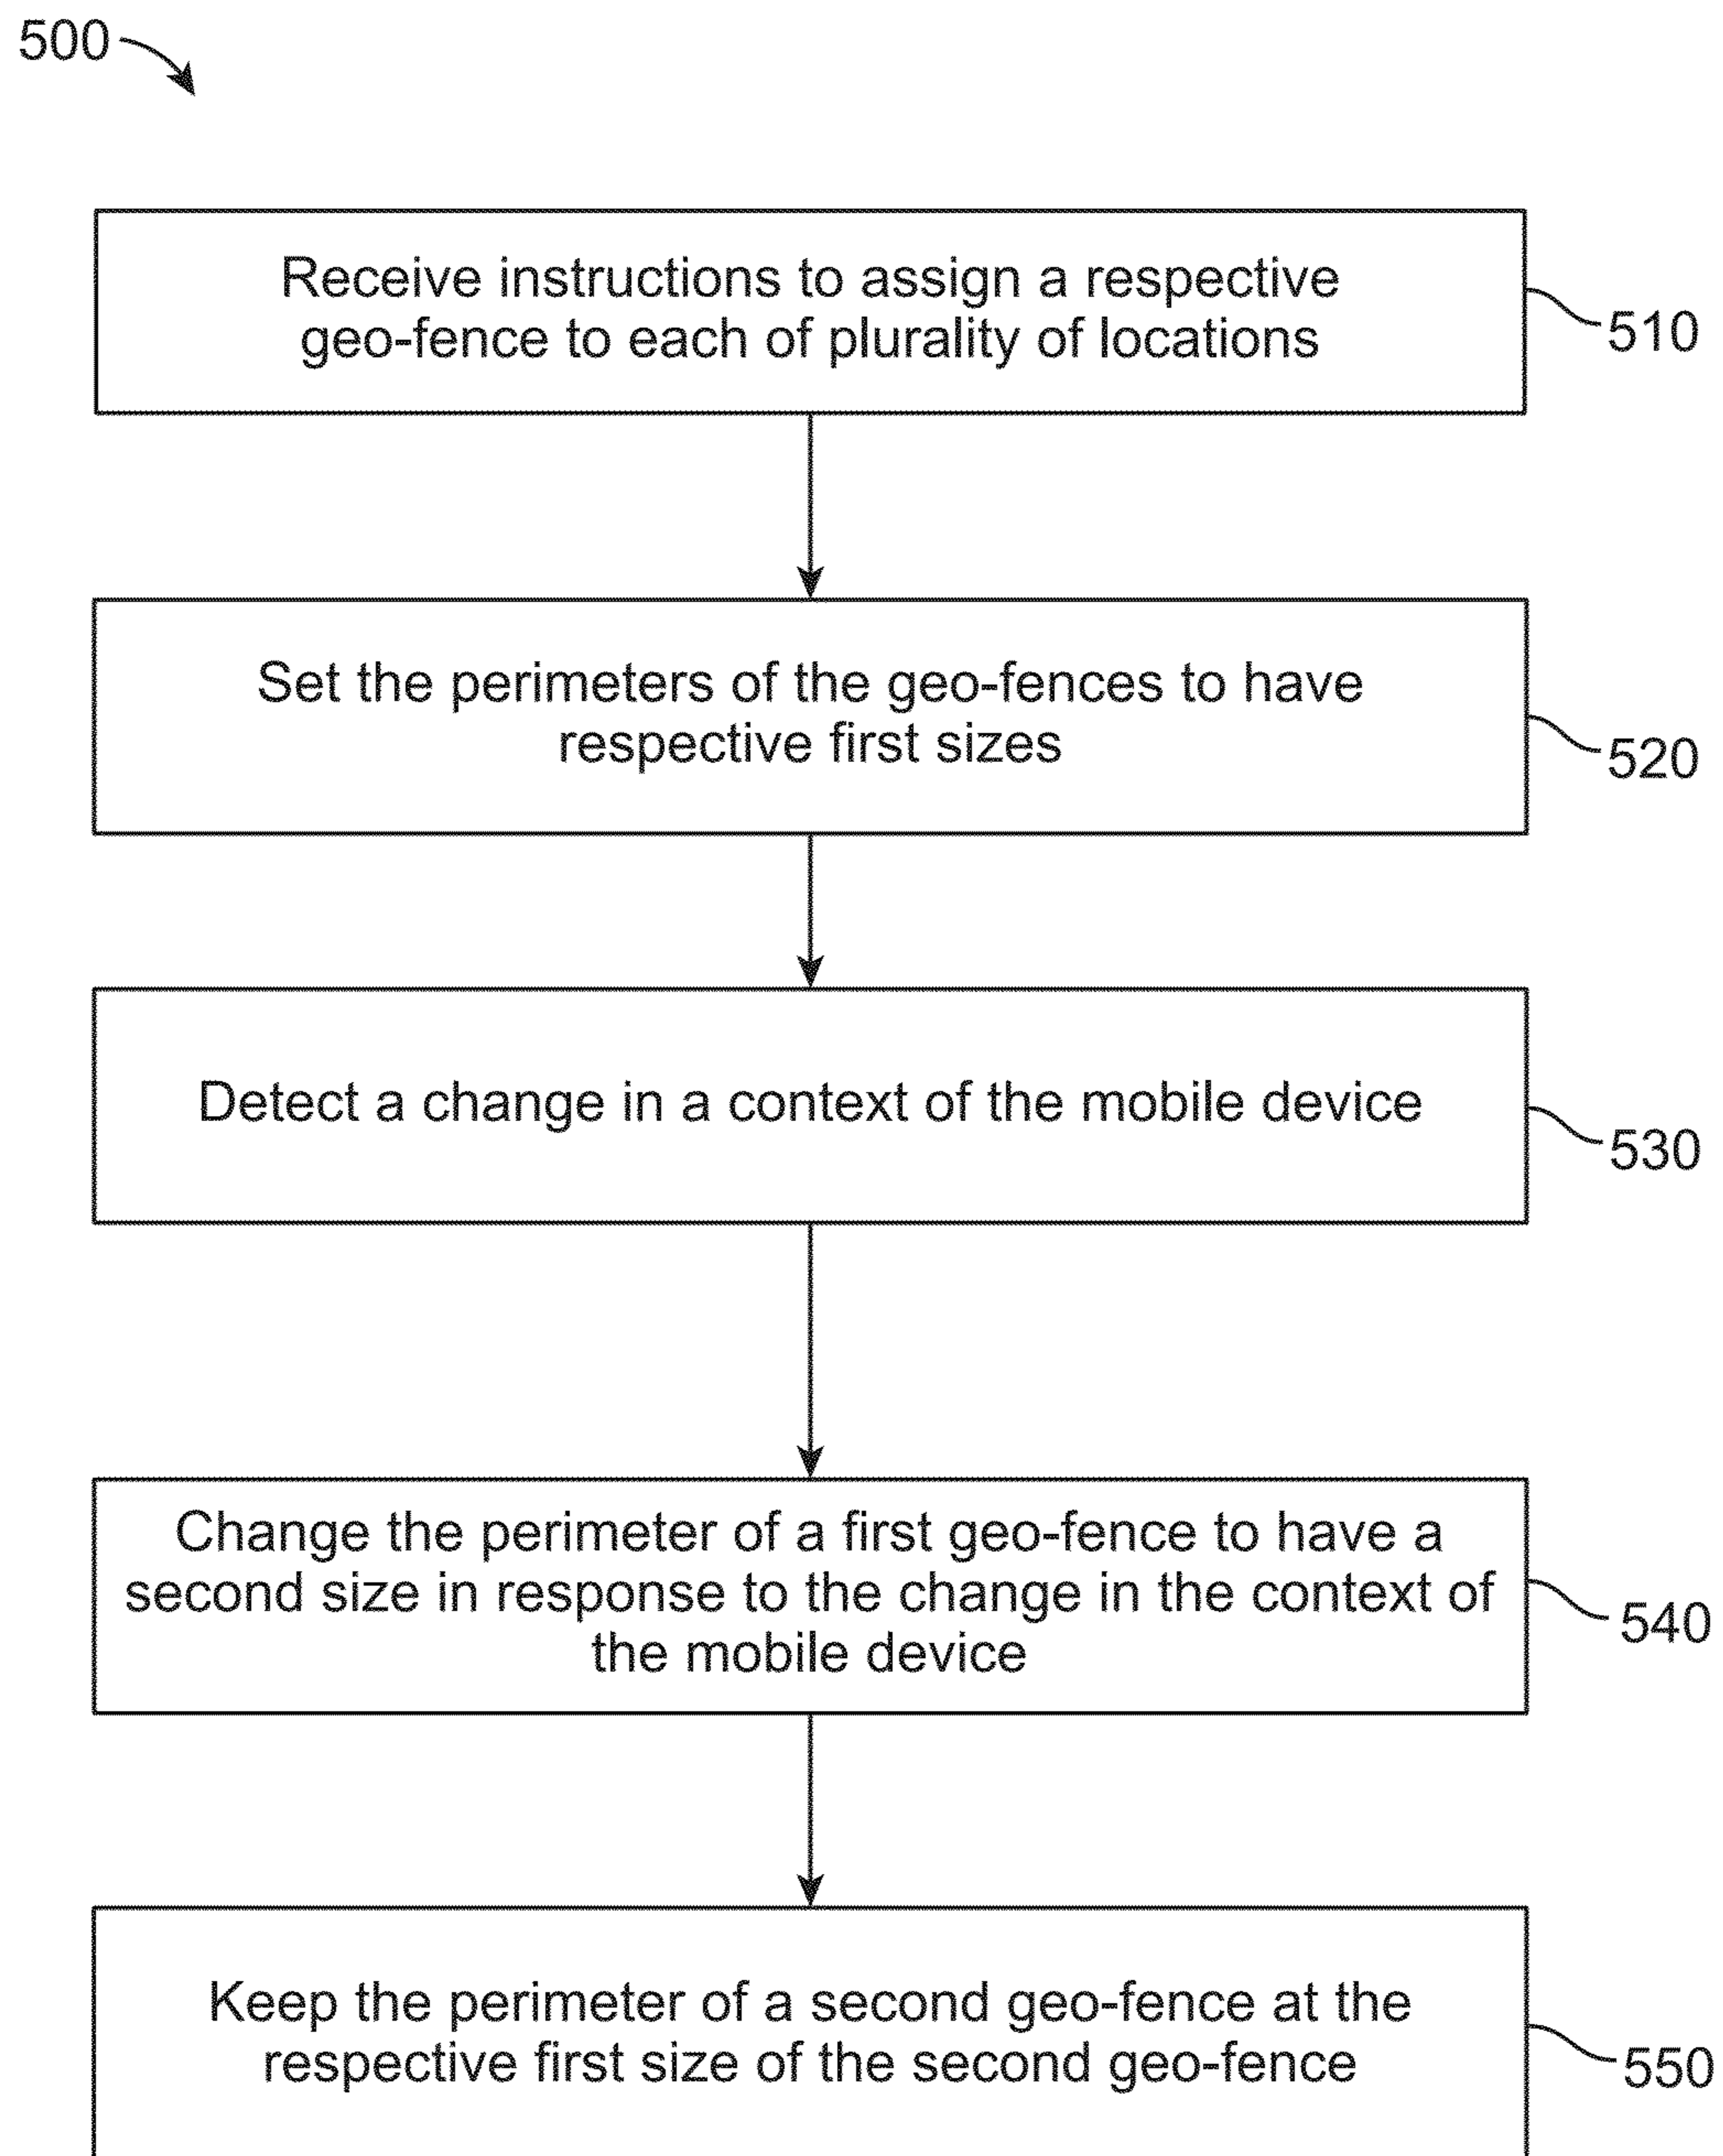 500
Receive instructions to assign a respective
geo-fence to each of plurality of locations
510
Set the perimeters of the geo-fences to have
respective first sizes
520
Detect a change in a context of the mobile device
530
Change the perimeter of a first geo-fence to have a
second size in response to the change in the context of
the mobile device
540
Keep the perimeter of a second geo-fence at the
respective first size of the second geo-fence
550